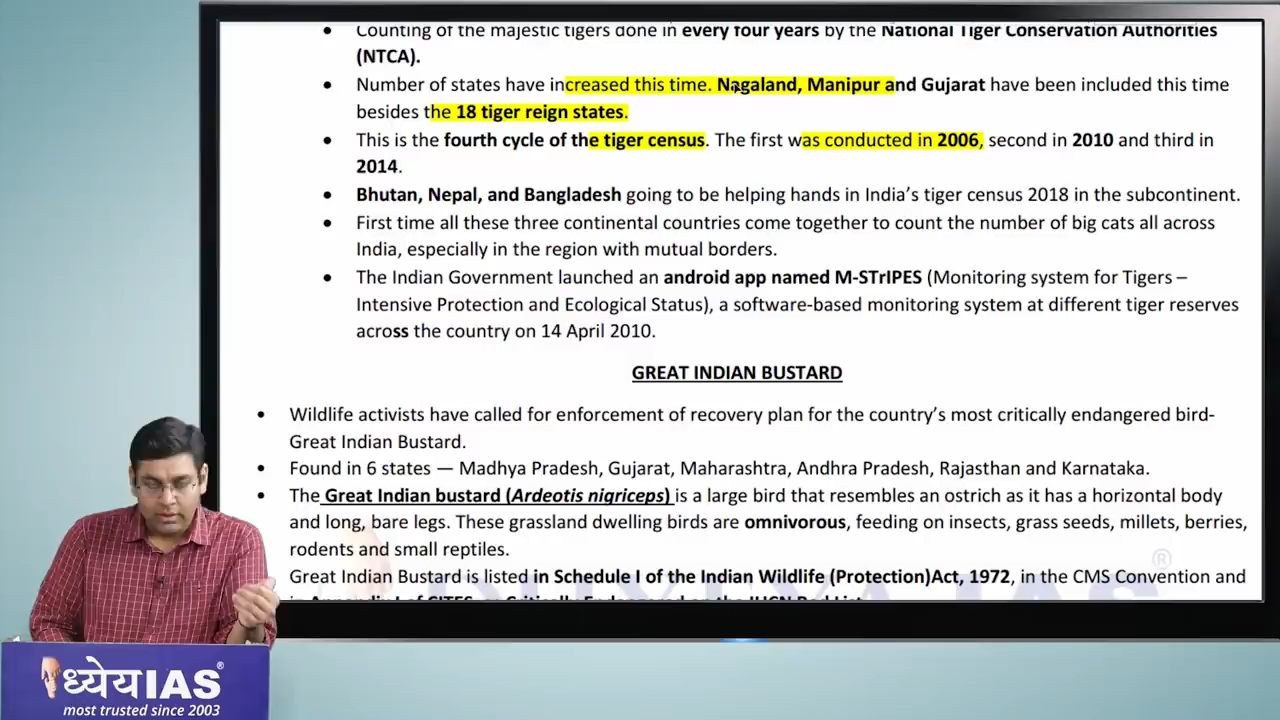 Counting of the majestic tigers done in every four years by the National Tiger Conservation Authorities
(NTCA).
Number of states have increased this time. Nagaland, Manipur and Gujarat have been included this time
besides the 18 tiger reign states.
This is the fourth cycle of the tiger census. The first was conducted in 2006, second in 2010 and third in
2014.
Bhutan, Nepal, and Bangladesh going to be helping hands in India’s tiger census 2018 in the subcontinent.
First time all these three continental countries come together to count the number of big cats all across
India, especially in the region with mutual borders.
The Indian Government launched an android app named M-STrIPES (Monitoring system for Tigers –
Intensive Protection and Ecological Status), a software-based monitoring system at different tiger reserves
across the country on 14 April 2010.
GREAT INDIAN BUSTARD
Wildlife activists have called for enforcement of recovery plan for the country’s most critically endangered bird-
Great Indian Bustard.
Found in 6 states — Madhya Pradesh, Gujarat, Maharashtra, Andhra Pradesh, Rajasthan and Karnataka.
The Great Indian bustard (Ardeotis nigriceps) is a large bird that resembles an ostrich as it has a horizontal body
and long, bare legs. These grassland dwelling birds are omnivorous, feeding on insects, grass seeds, millets, berries,
rodents and small reptiles.
Great Indian Bustard is listed in Schedule I of the Indian Wildlife (Protection)Act, 1972, in the CMS Convention and
in Appendix I of CITES, as Critically Endangered on the IUCN Red List
ध्येयIAS®
most trusted since 2003